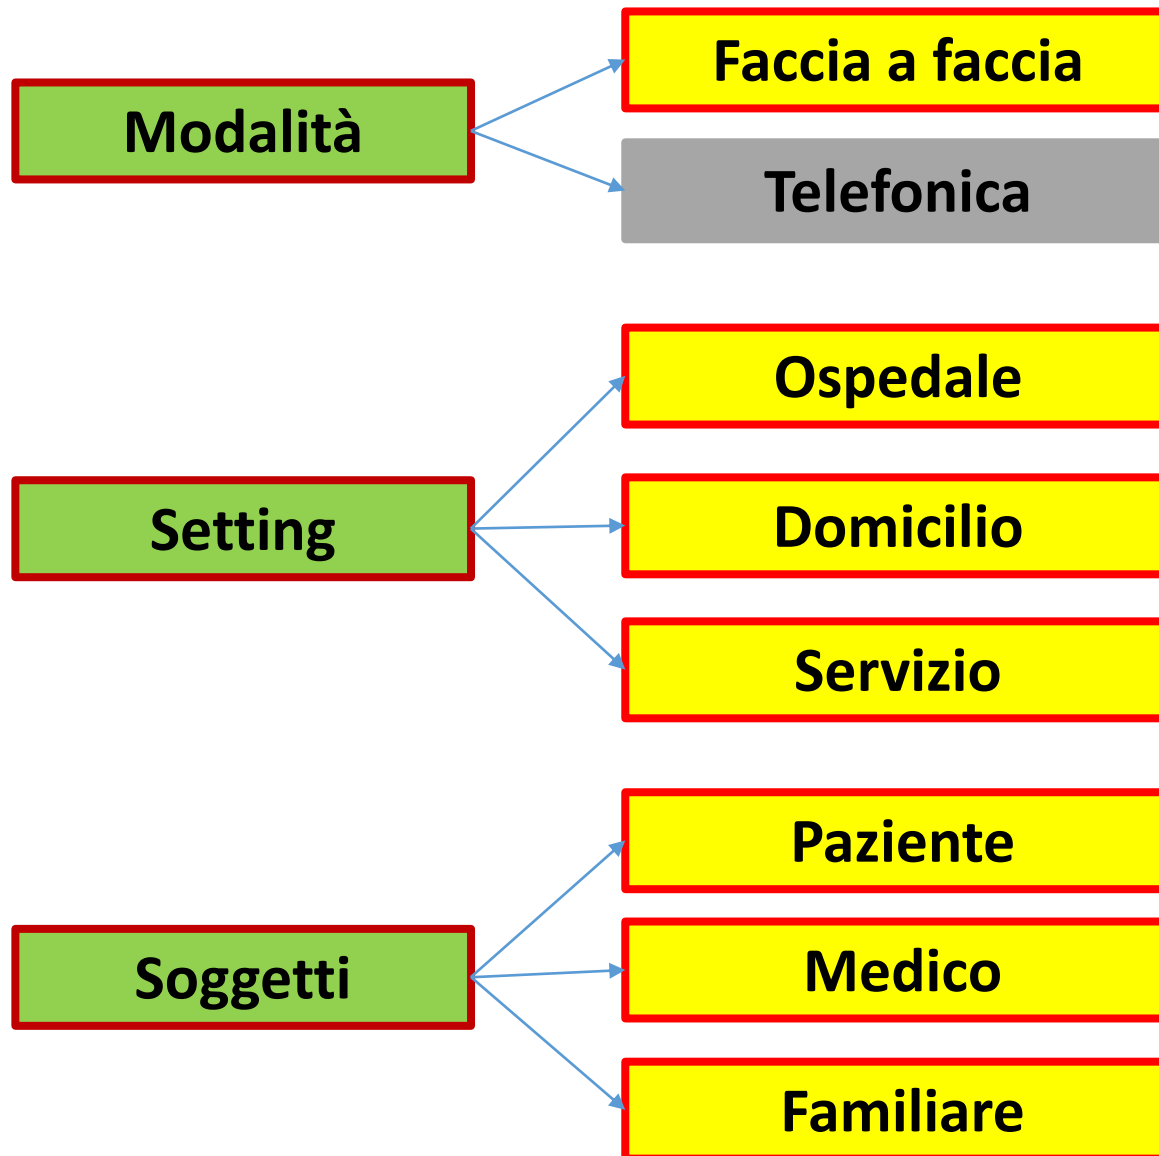 Modalità
Faccia a faccia
Telefonica
Setting
Ospedale
Domicilio
Servizio
Soggetti
Paziente
Medico
Familiare